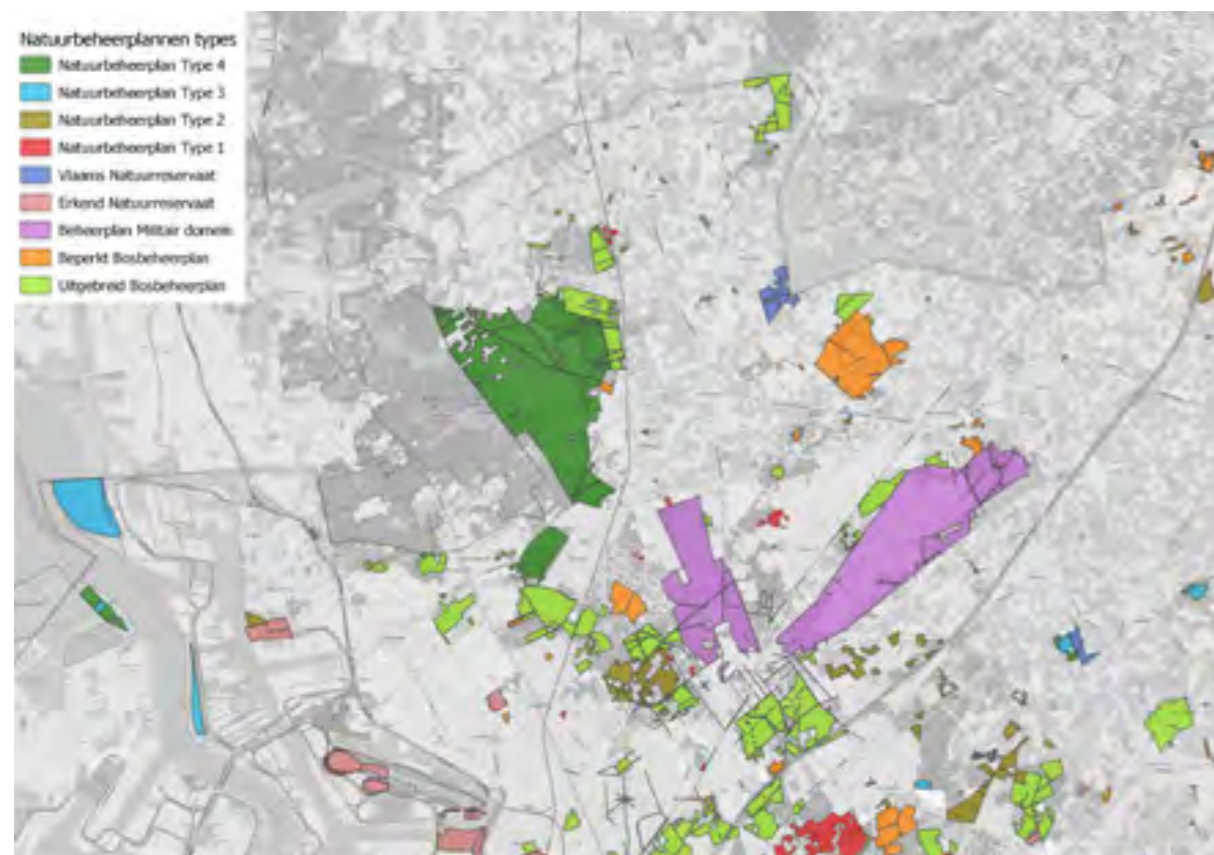 Natuurbeheerplannen types
Natuurbeheerplan Type 4
Natuurbeheerplan Type 3
Natuurbeheerplan Type 2
Natuurbeheerplan Type 1
Vlaams Natuurreservaat
Erkend Natuurreservaat
Beheerplan Militair domein
Beperkt Bosbeheerplan
Uitgebreid Bosbeheerplan